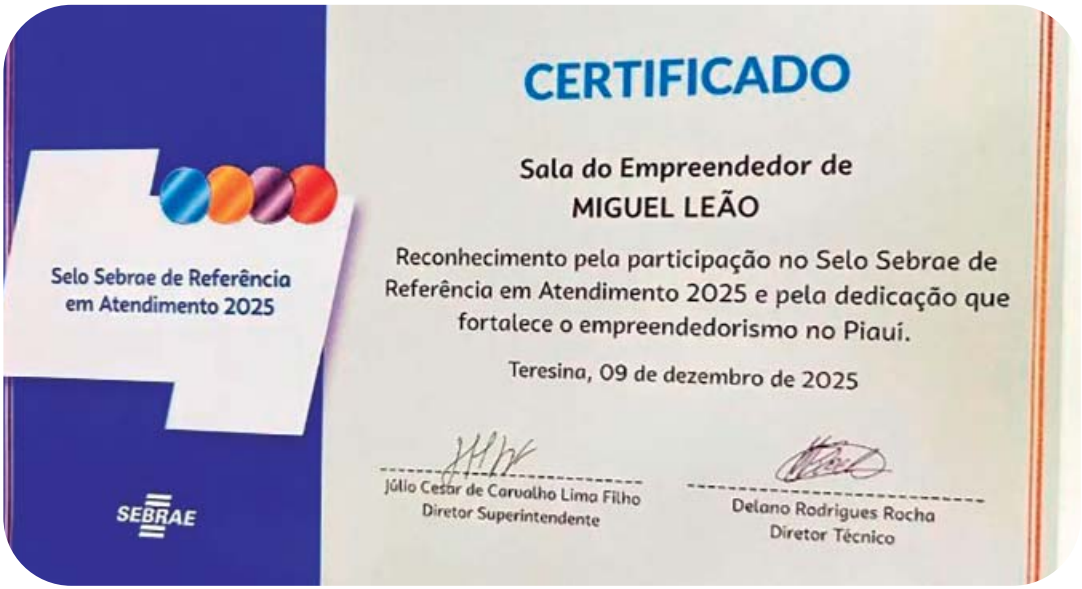 CERTIFICADO
Sala do Empreendedor de
MIGUEL LEÃO
Reconhecimento pela participação no Selo Sebrae de
Referência em Atendimento 2025 e pela dedicação que
fortalece o empreendedorismo no Piauí.
Teresina, 09 de dezembro de 2025
Selo Sebrae de Referência
em Atendimento 2025
SEBRAE
Júlio Cesar de Carvalho Lima Filho
Diretor Superintendente
Delano Rodrigues Rocha
Diretor Técnico